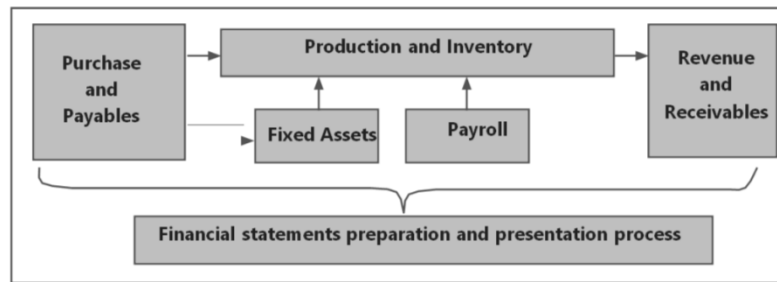 Purchase
and
Payables
Production and Inventory
Revenue
and
Receivables
Fixed Assets
Payroll
Financial statements preparation and presentation process